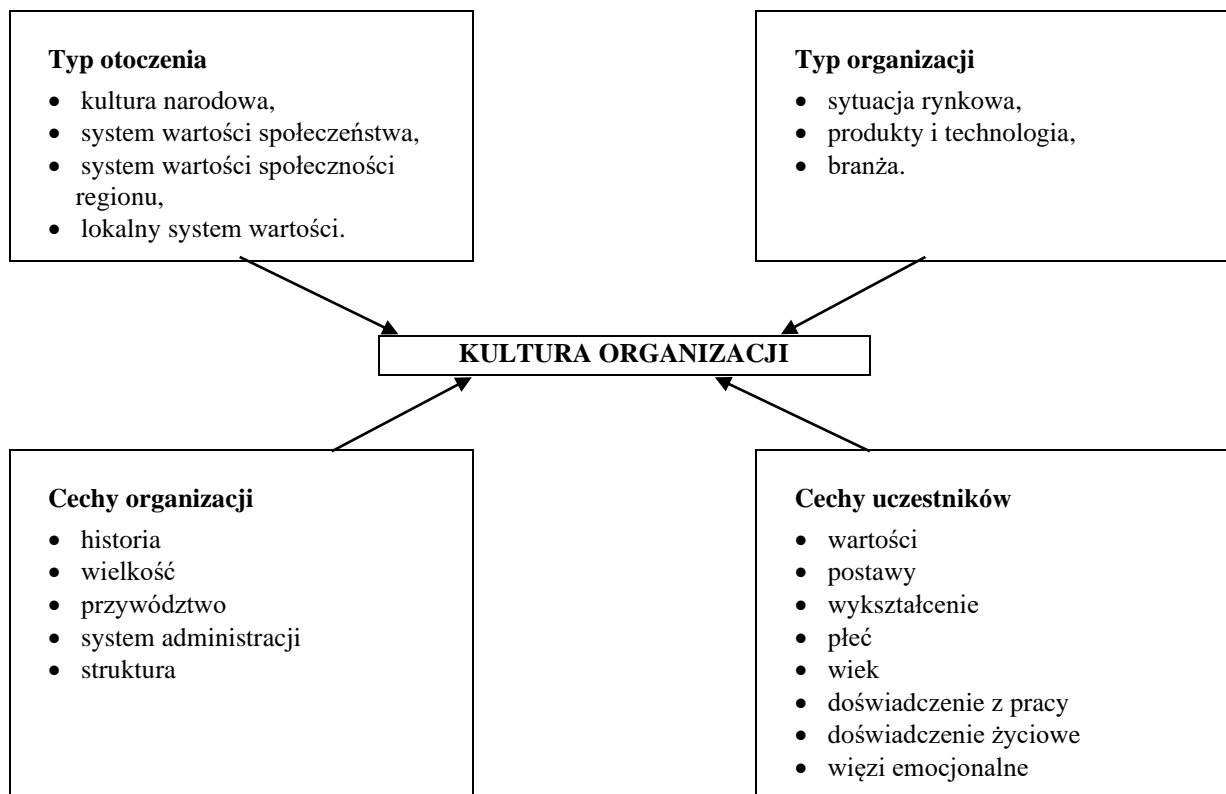 Typ otoczenia
• kultura narodowa,
• system wartości społeczeństwa,
• system wartości społeczności
regionu,
• lokalny system wartości.
Typ organizacji
• sytuacja rynkowa,
• produkty i technologia,
• branża.
KULTURA ORGANIZACJI
Cechy organizacji
• historia
• wielkość
• przywództwo
• system administracji
• struktura
Cechy uczestników
• wartości
• postawy
• wykształcenie
• płeć
• wiek
• doświadczenie z pracy
• doświadczenie życiowe
• więzi emocjonalne